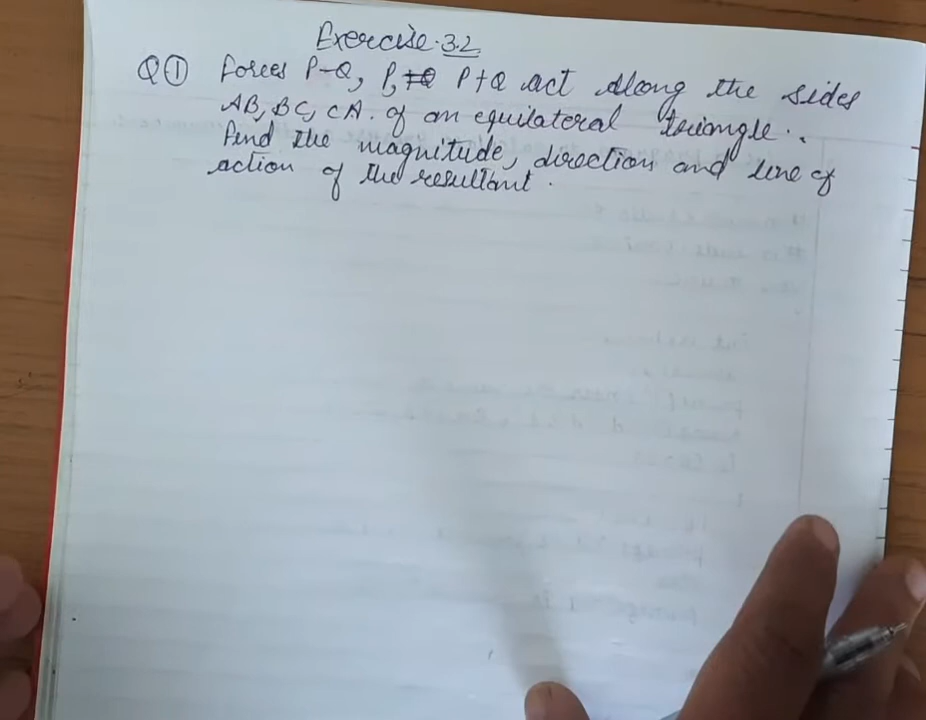 Exercise. 3.2
Q① forces P-Q, P, P+Q act along the sides
AB, BC, CA. of an equilateral triangle.
find the magnitude, direction and line of
action of the resultant.